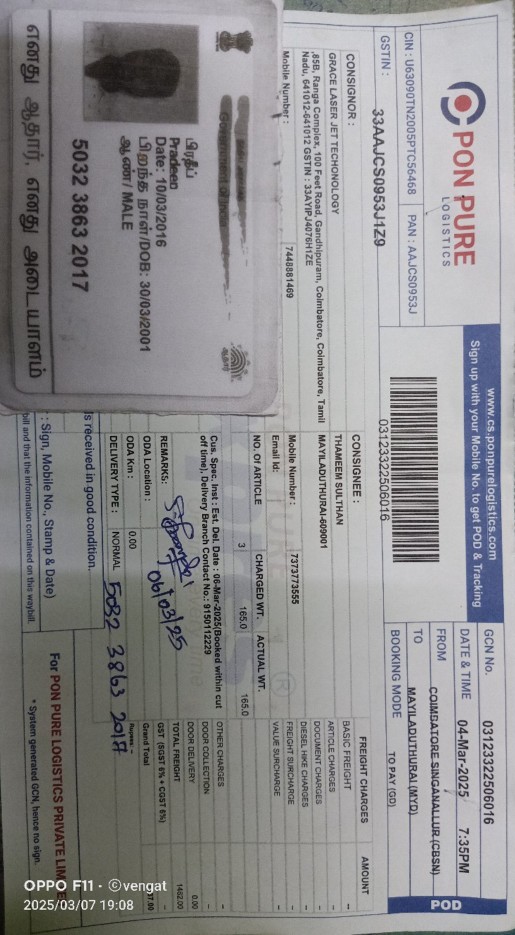 PON PURE
LOGISTICS
CIN : U63090TN2005PTC56468 PAN : AAJCS0953J
GSTIN : 33AAJCS0953J1Z9
www.cs.ponpurelogistics.com
Sign up with your Mobile No. to get POD & Tracking
03123322506016
GCN No. 03123322506016
DATE & TIME 04-Mar-2025 7:35PM
FROM COIMBATORE SINGANALLUR (CBSN)
TO MAYILADUTHURAI (MYD)
BOOKING MODE TO PAY (GD)
POD
CONSIGNOR :
GRACE LASER JET TECHONOLOGY
,85B, Ranga Complex, 100 Feet Road, Gandhipuram, Coimbatore, Coimbatore, Tamil
Nadu, 641012-641012 GSTIN : 33AYIPJ4076H1ZE
Mobile Number : 7448881469
CONSIGNEE :
THAMEEM SULTHAN
MAYILADUTHURAI-609001
Mobile Number : 7373773555
Email Id:
NO. OF ARTICLE 3 CHARGED WT. 165.0 ACTUAL WT. 165.0
Cus. Spec. Inst : Est. Del. Date : 06-Mar-2025(Booked within cut
off time), Delivery Branch Contact No.: 9150112229
REMARKS:
06/03/25
ODA Location :
ODA Km : 0.00
DELIVERY TYPE : NORMAL
5032 3863 2017
FREIGHT CHARGES AMOUNT
BASIC FREIGHT -
ARTICLE CHARGES -
DOCUMENT CHARGES -
DIESEL HIKE CHARGES -
FREIGHT SURCHARGE -
VALUE SURCHARGE -
OTHER CHARGES -
DOOR COLLECTION -
DOOR DELIVERY 0.00
TOTAL FREIGHT 1402.00
GST (SGST 6% + CGST 6%) -
Grand Total
Rupees:-
s received in good condition.
: Sign, Mobile No., Stamp & Date)
bill and that the information contained on this waybill.
For PON PURE LOGISTICS PRIVATE LIMITED
* System generated GCN, hence no sign.
Pradeep
Date: 10/03/2016
பிறந்த நாள்/DOB: 30/03/2001
ஆண்/ MALE
5032 3863 2017
ஆதார்
எனது ஆதார், எனது அடையாளம்
OPPO F11 · ©vengat
2025/03/07 19:08